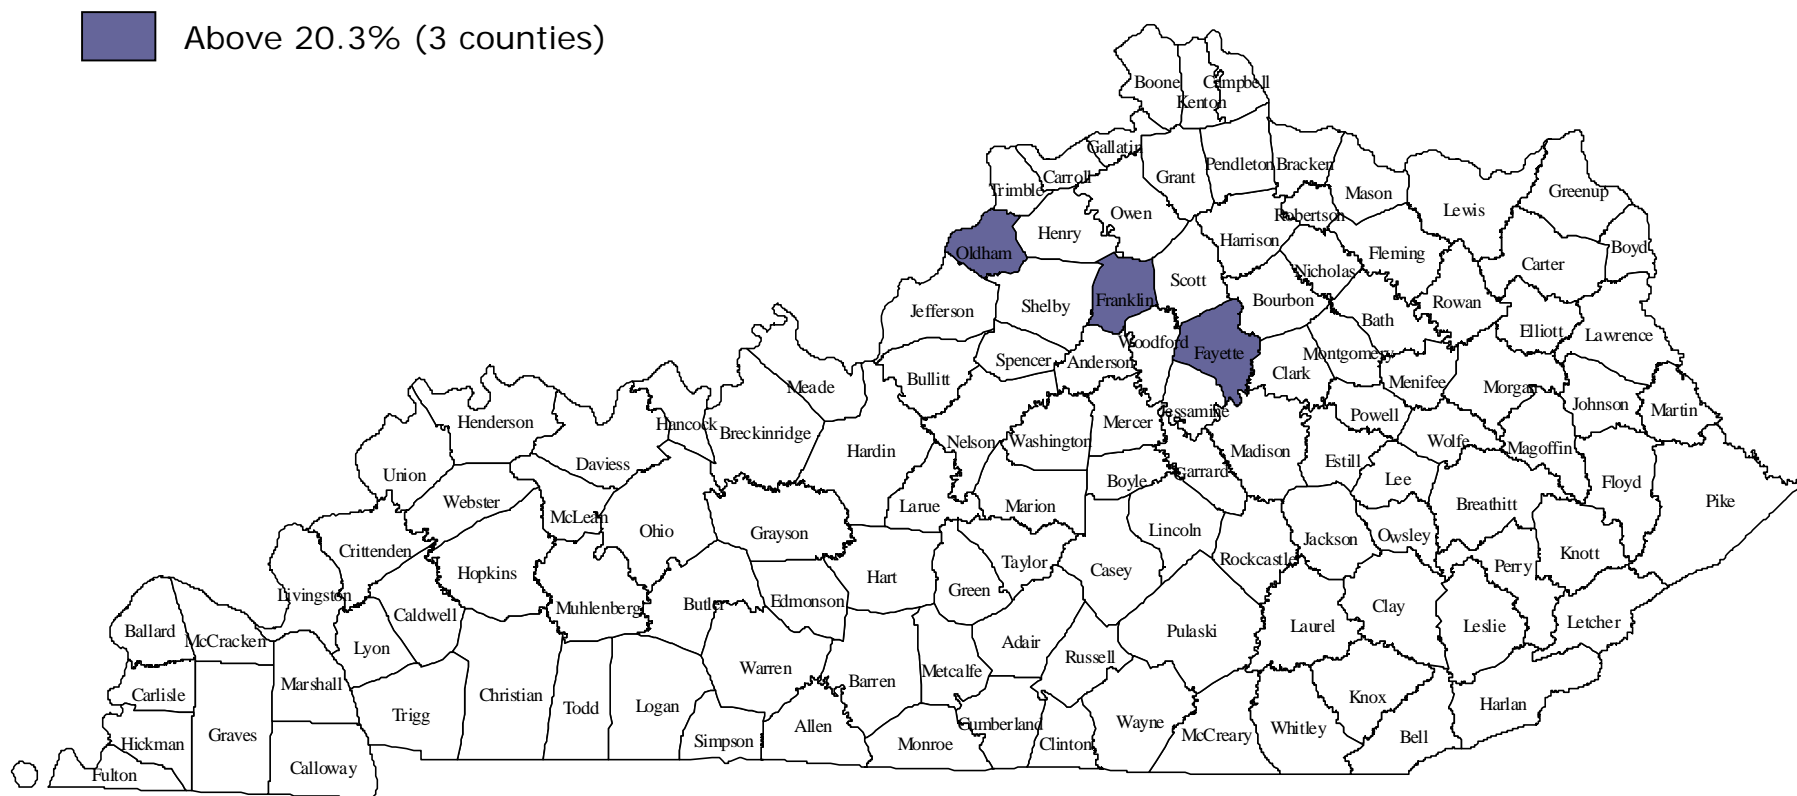 Above 20.3% (3 counties)
Boone
Campbell
Kenton
Gallatin
Pendleton
Bracken
Carroll
Grant
Trimble
Mason
Greenup
Owen
Robertson
Lewis
Henry
Harrison
Boyd
Oldham
Fleming
Carter
Nicholas
Scott
Franklin
Bourbon
Rowan
Shelby
Jefferson
Bath
Elliott
Lawrence
Woodford
Fayette
Montgomery
Spencer
Anderson
Clark
Bullitt
Menifee
Meade
Morgan
Johnson
Martin
Jessamine
Powell
Henderson
Hancock
Mercer
Breckinridge
Nelson
Washington
Wolfe
Magoffin
Hardin
Madison
Daviess
Estill
Union
Garrard
Boyle
Lee
Floyd
Webster
Larue
Marion
Breathitt
Pike
McLean
Ohio
Grayson
Lincoln
Owsley
Jackson
Crittenden
Knott
Rockcastle
Taylor
Perry
Hopkins
Hart
Casey
Green
Livingston
Edmonson
Butler
Muhlenberg
Clay
Caldwell
Letcher
Ballard
McCracken
Pulaski
Laurel
Leslie
Lyon
Adair
Russell
Warren
Metcalfe
Barren
Marshall
Carlisle
Christian
Knox
Harlan
Logan
Todd
Trigg
Wayne
Cumberland
Allen
Whitley
McCreary
Graves
Bell
Simpson
Hickman
Monroe
Clinton
Calloway
Fulton